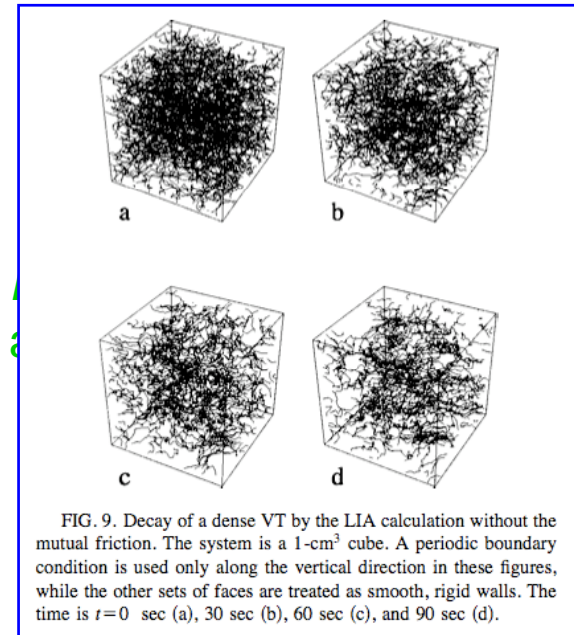 a
b
c
d
FIG. 9. Decay of a dense VT by the LIA calculation without the
mutual friction. The system is a 1-cm³ cube. A periodic boundary
condition is used only along the vertical direction in these figures,
while the other sets of faces are treated as smooth, rigid walls. The
time is t=0 sec (a), 30 sec (b), 60 sec (c), and 90 sec (d).